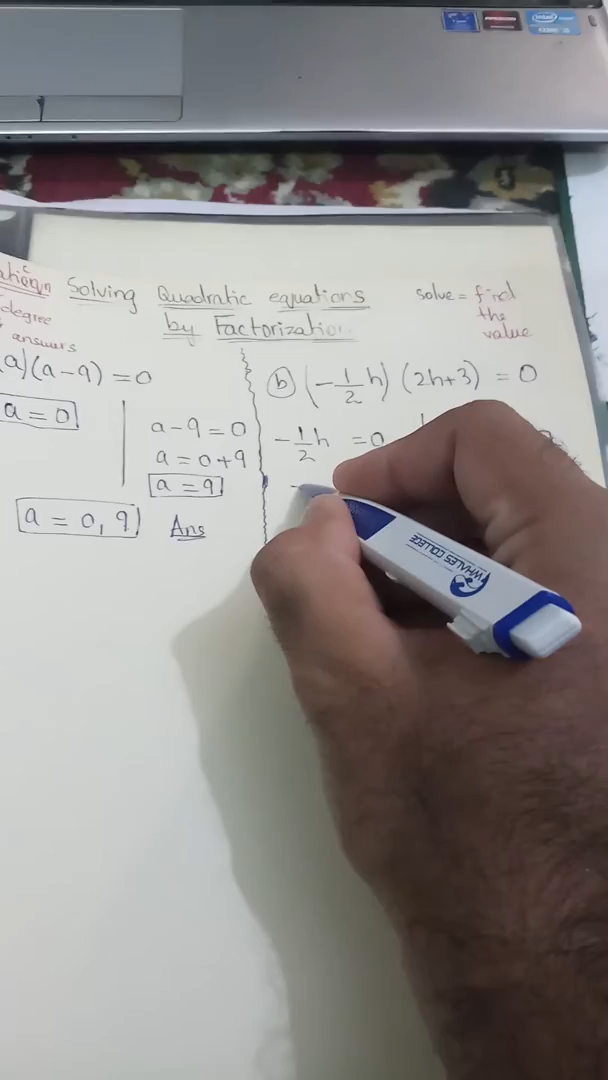 intel
Solving Quadratic equations
by Factorization.
solve = find
the
value
degree
answers
a)(a-9) = 0
a = 0
a-9=0
a = 0+9
a = 9
a = 0, 9 Ans
b (-1/2 h) (2h+3) = 0
-1/2 h = 0
WHALES COLLEGE